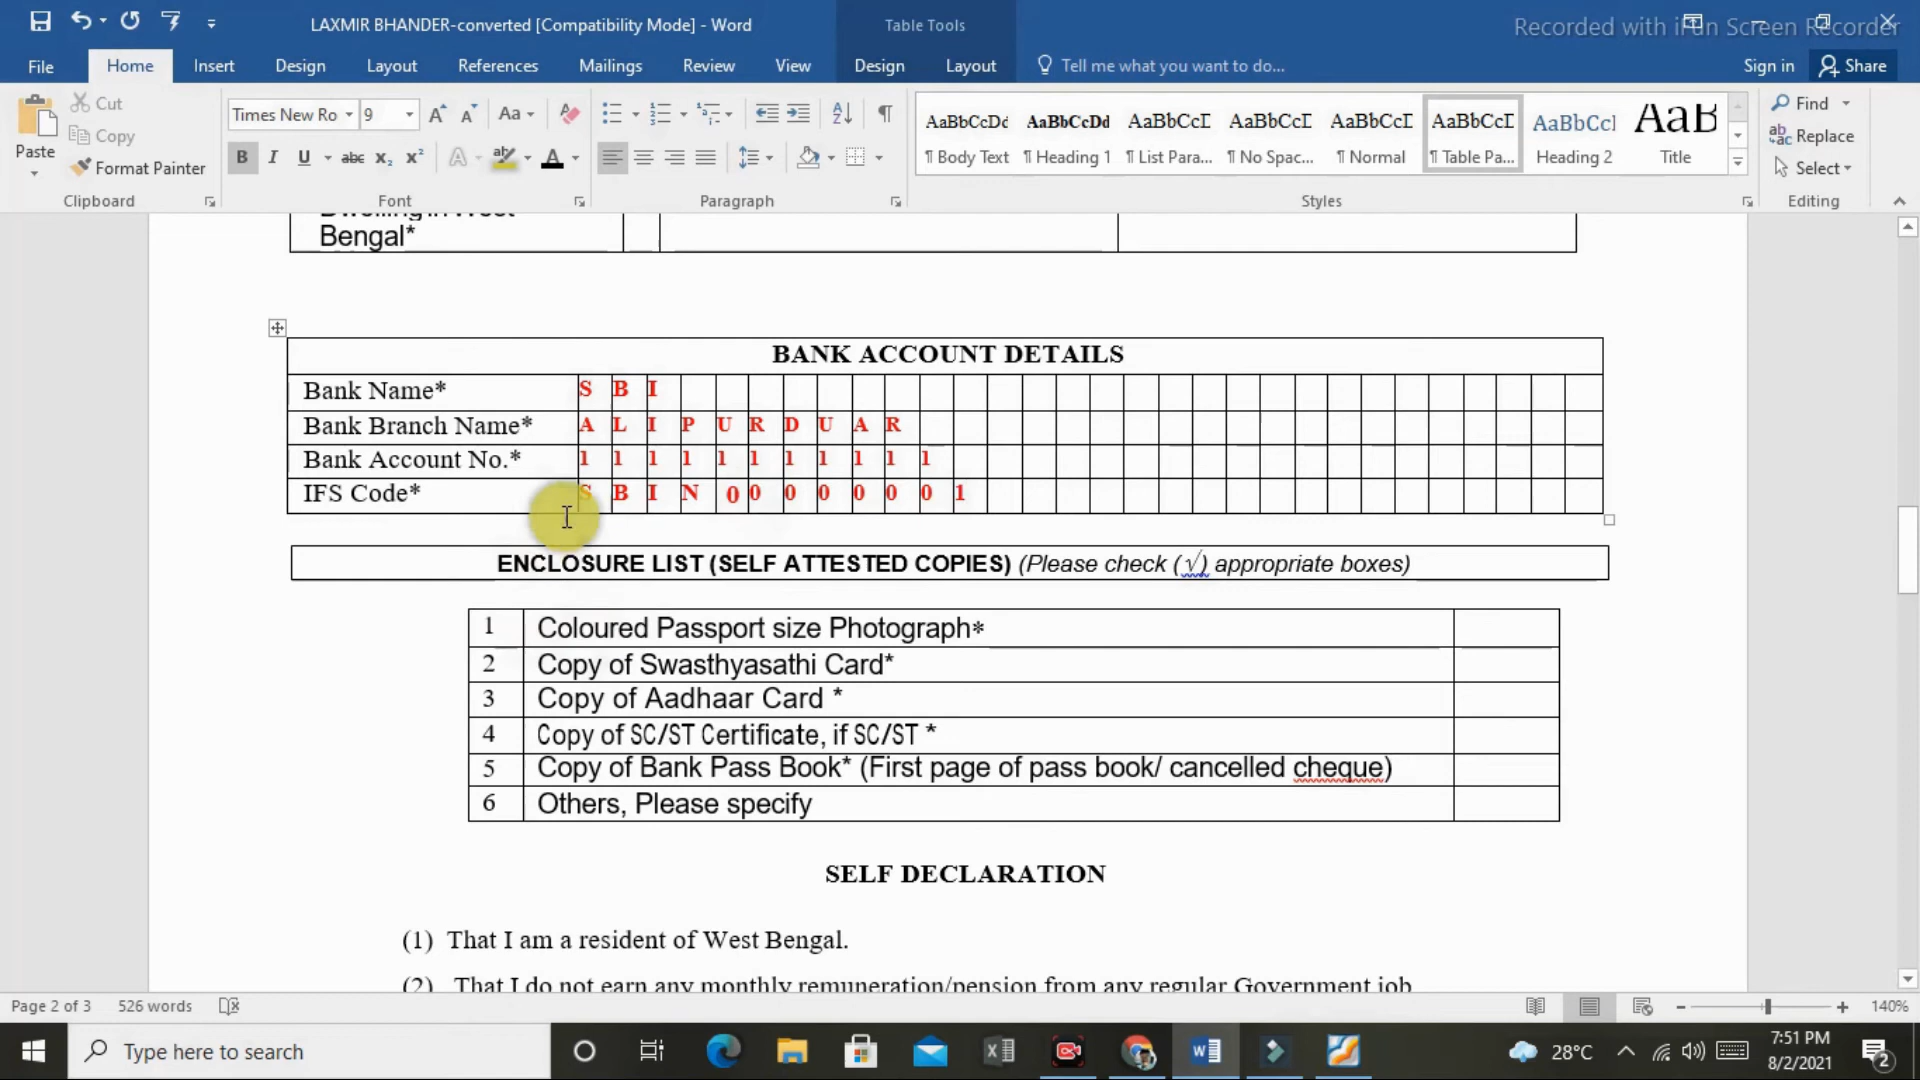 LAXMIR BHANDER-converted [Compatibility Mode] - Word
Table Tools
Recorded with iFun Screen Recorder
File Home Insert Design Layout References Mailings Review View Design Layout Tell me what you want to do... Sign in Share
Paste
Cut
Copy
Format Painter
Clipboard
Times New Ro 9
Font
Paragraph
AaBbCcDd AaBbCcDd AaBbCcD AaBbCcD AaBbCcD AaBbCcD AaBbCcI AaB
¶ Body Text ¶ Heading 1 ¶ List Para... ¶ No Spac... ¶ Normal ¶ Table Pa... Heading 2 Title
Styles
Find
Replace
Select
Editing
Dwelling in West
Bengal*
BANK ACCOUNT DETAILS
Bank Name* S B I
Bank Branch Name* A L I P U R D U A R
Bank Account No.* 1 1 1 1 1 1 1 1 1 1 1
IFS Code* S B I N 0 0 0 0 0 0 0 1
ENCLOSURE LIST (SELF ATTESTED COPIES) (Please check (√) appropriate boxes)
1 Coloured Passport size Photograph*
2 Copy of Swasthyasathi Card*
3 Copy of Aadhaar Card *
4 Copy of SC/ST Certificate, if SC/ST *
5 Copy of Bank Pass Book* (First page of pass book/ cancelled cheque)
6 Others, Please specify
SELF DECLARATION
(1) That I am a resident of West Bengal.
(2) That I do not earn any monthly remuneration/pension from any regular Government job
Page 2 of 3 526 words 140%
Type here to search
28°C
7:51 PM
8/2/2021
2